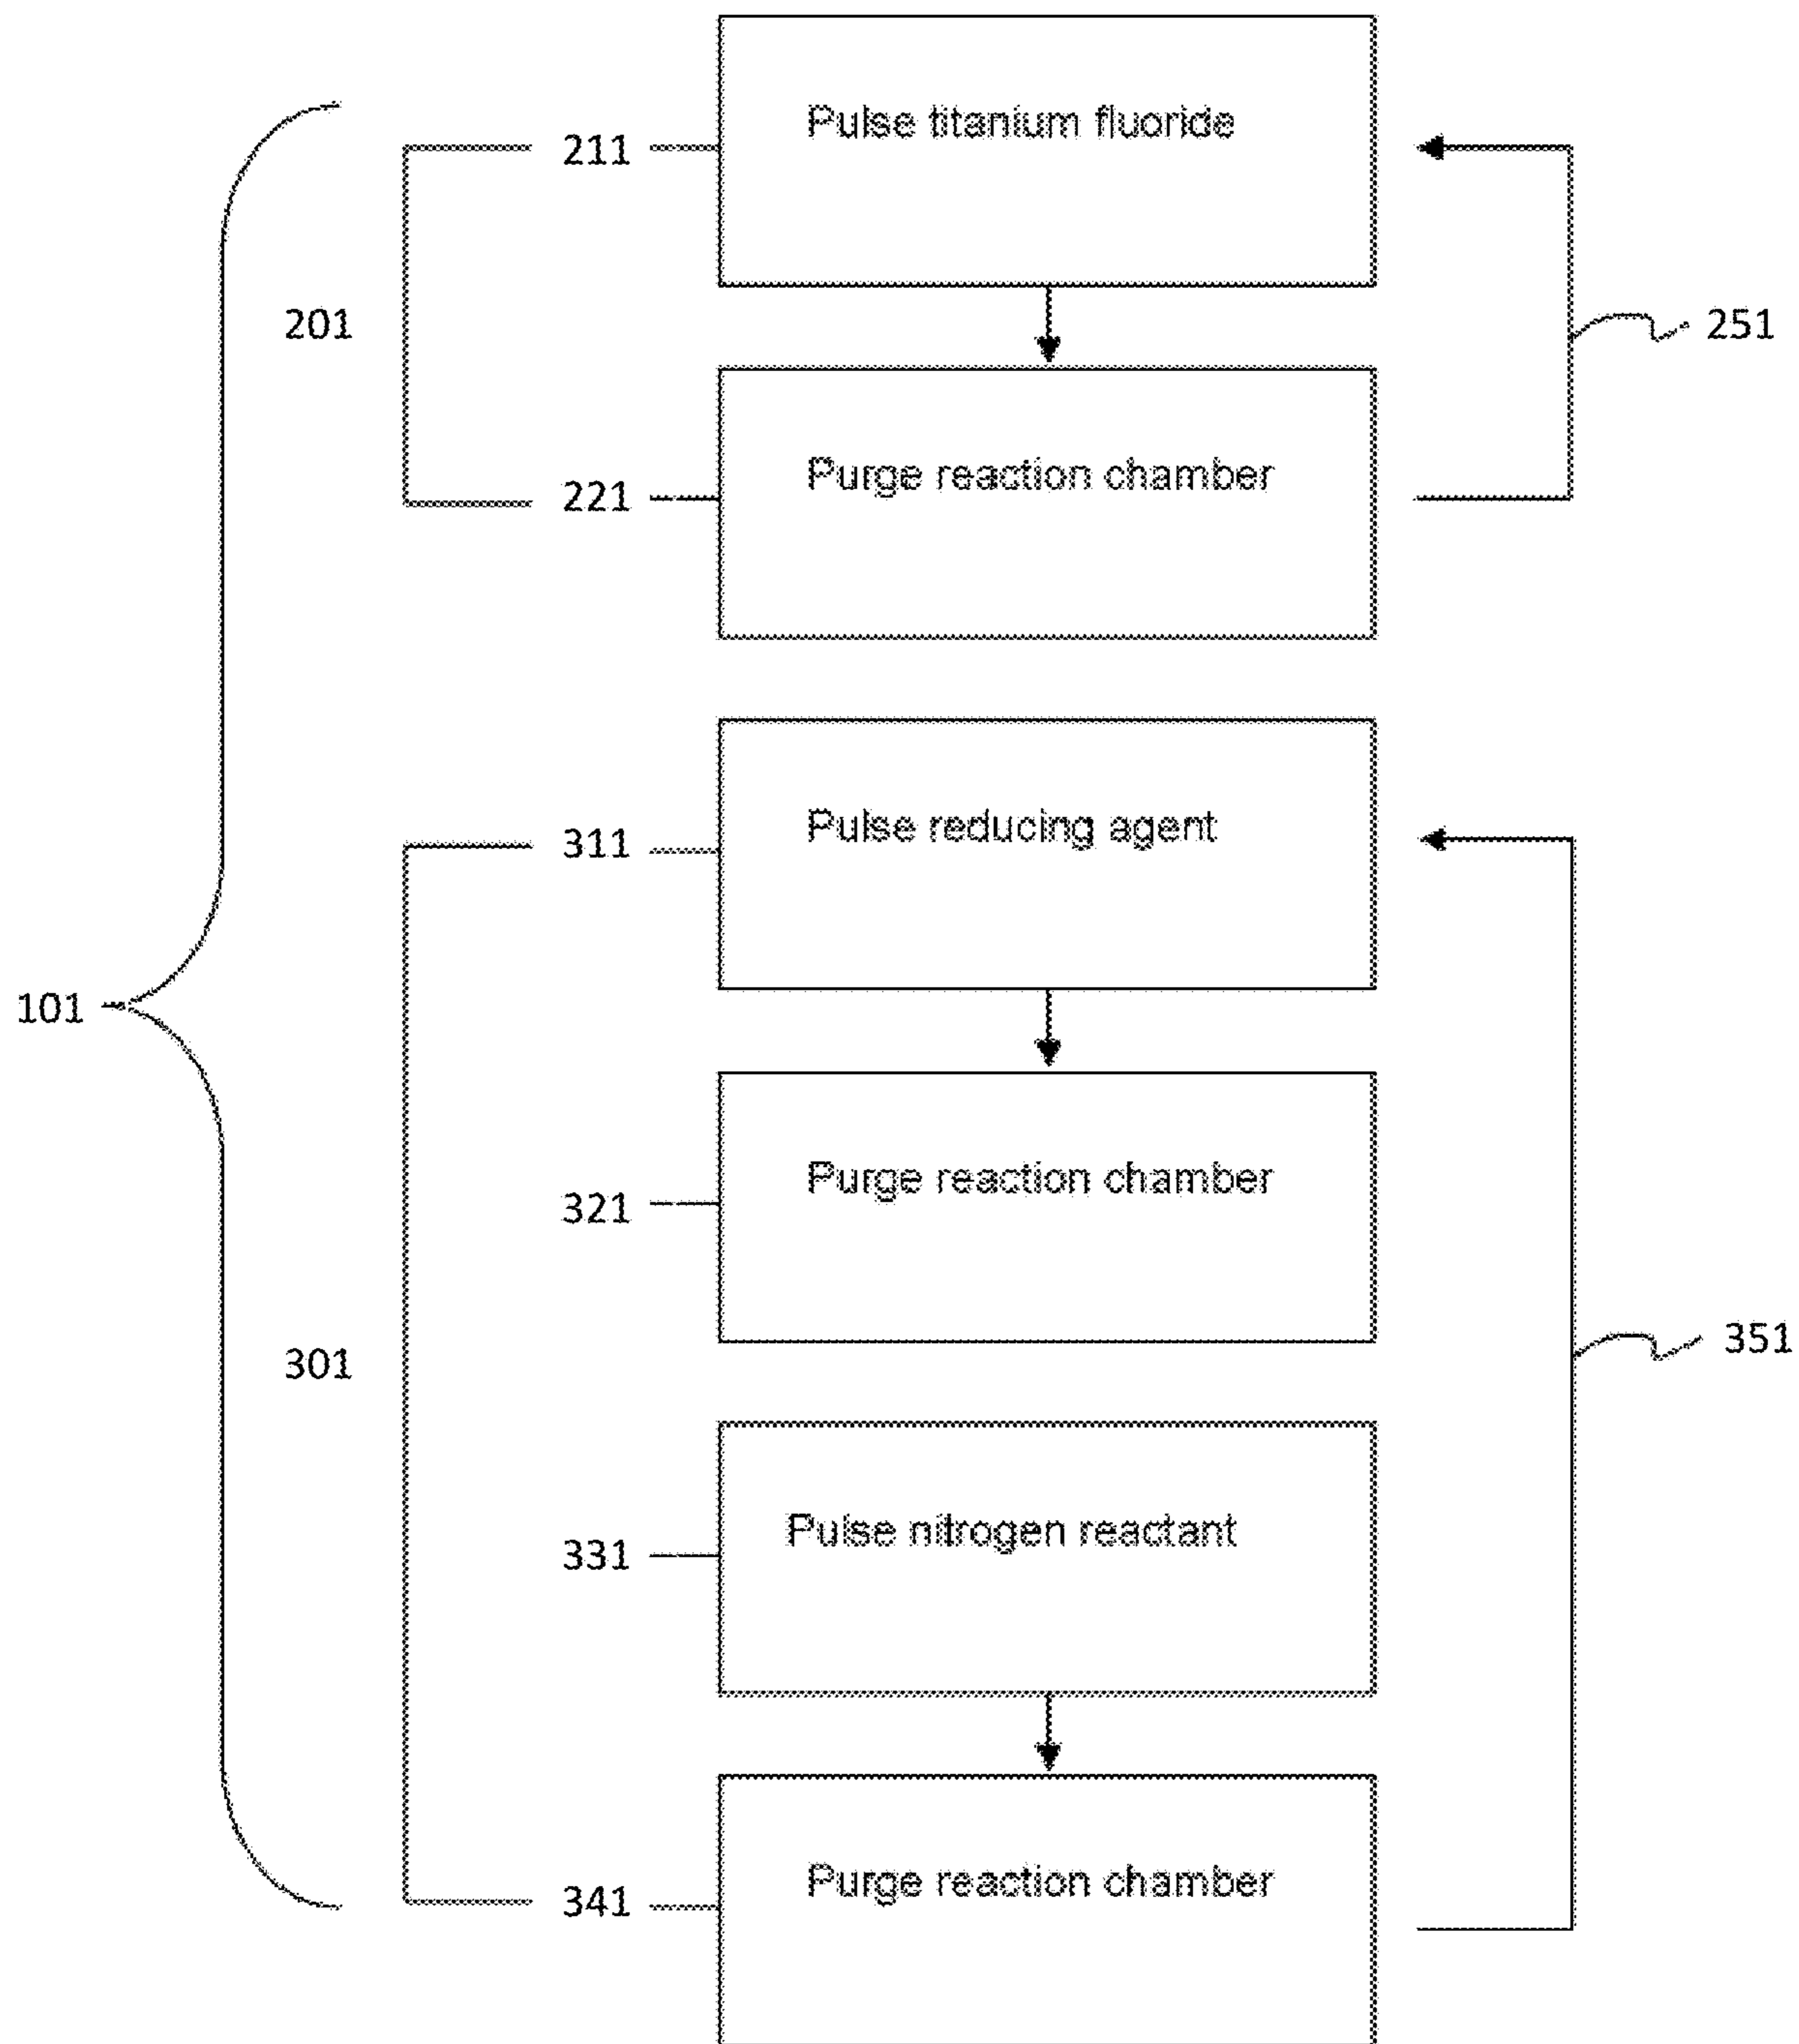 Pulse titanium fluoride
211
201
251
Purge reaction chamber
221
Pulse reducing agent
311
101
Purge reaction chamber
321
301
351
Pulse nitrogen reactant
331
Purge reaction chamber
341